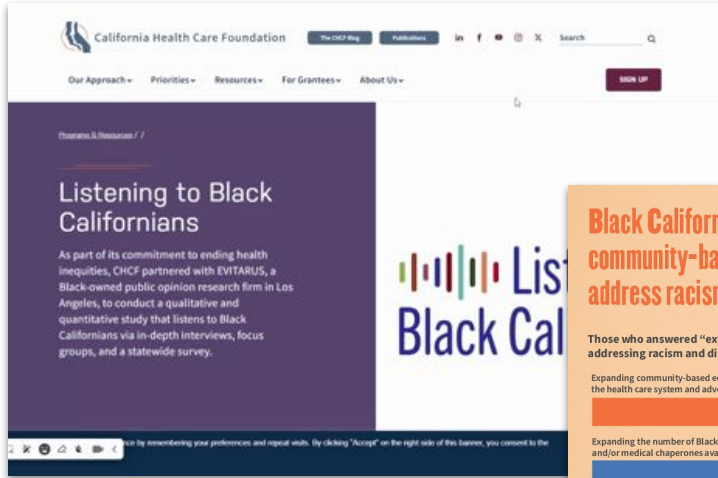 California Health Care Foundation
The CHCF Blog
Publications
in f X
Search
Our Approach
Priorities
Resources
For Grantees
About Us
SIGN UP
Programs & Resources / /
Listening to Black
Californians
As part of its commitment to ending health
inequities, CHCF partnered with EVITARUS, a
Black-owned public opinion research firm in Los
Angeles, to conduct a qualitative and
quantitative study that listens to Black
Californians via in-depth interviews, focus
groups, and a statewide survey.
List
Black Cal
nce by remembering your preferences and repeat visits. By clicking "Accept" on the right side of this banner, you consent to the
Black Californ
community-ba
address racism
Those who answered “ex
addressing racism and di
Expanding community-based e
the health care system and adv
Expanding the number of Black
and/or medical chaperones ava